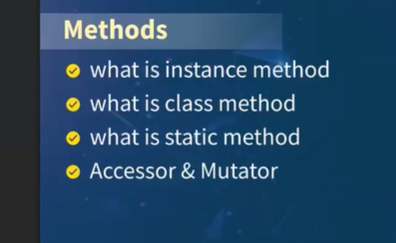 Methods
what is instance method
what is class method
what is static method
Accessor & Mutator